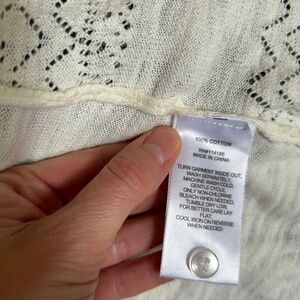 100% COTTON
RN#114166
MADE IN CHINA
TURN GARMENT INSIDE OUT,
WASH SEPARATELY,
MACHINE WASH COLD,
GENTLE CYCLE,
ONLY NON-CHLORINE
BLEACH WHEN NEEDED,
TUMBLE DRY LOW,
FOR BETTER CARE LAY
FLAT.
COOL IRON ON REVERSE
WHEN NEEDED